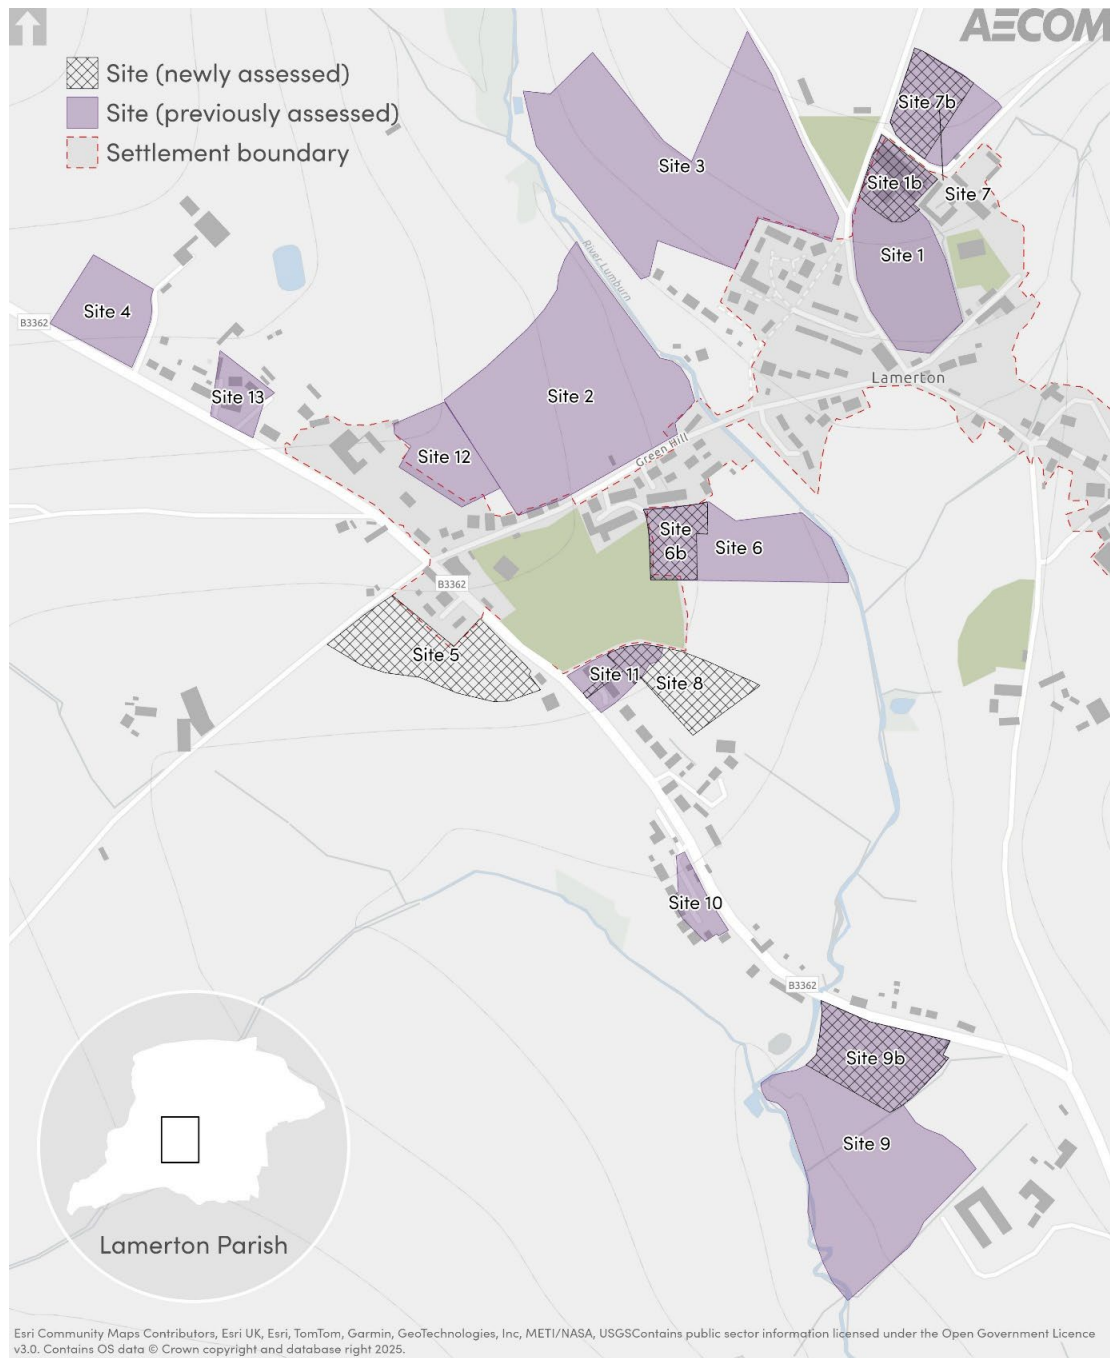 AECOM
Site (newly assessed)
Site (previously assessed)
Settlement boundary
Site 7b
Site 3
Site 1b
Site 7
Site 1
River Lumburn
Site 4
B3362
Site 13
Site 2
Lamerton
Site 12
Green Hill
Site
6b
Site 6
B3362
Site 5
Site 11
Site 8
Site 10
B3362
Site 9b
Site 9
Lamerton Parish
Esri Community Maps Contributors, Esri UK, Esri, TomTom, Garmin, GeoTechnologies, Inc, METI/NASA, USGSContains public sector information licensed under the Open Government Licence
v3.0. Contains OS data © Crown copyright and database right 2025.